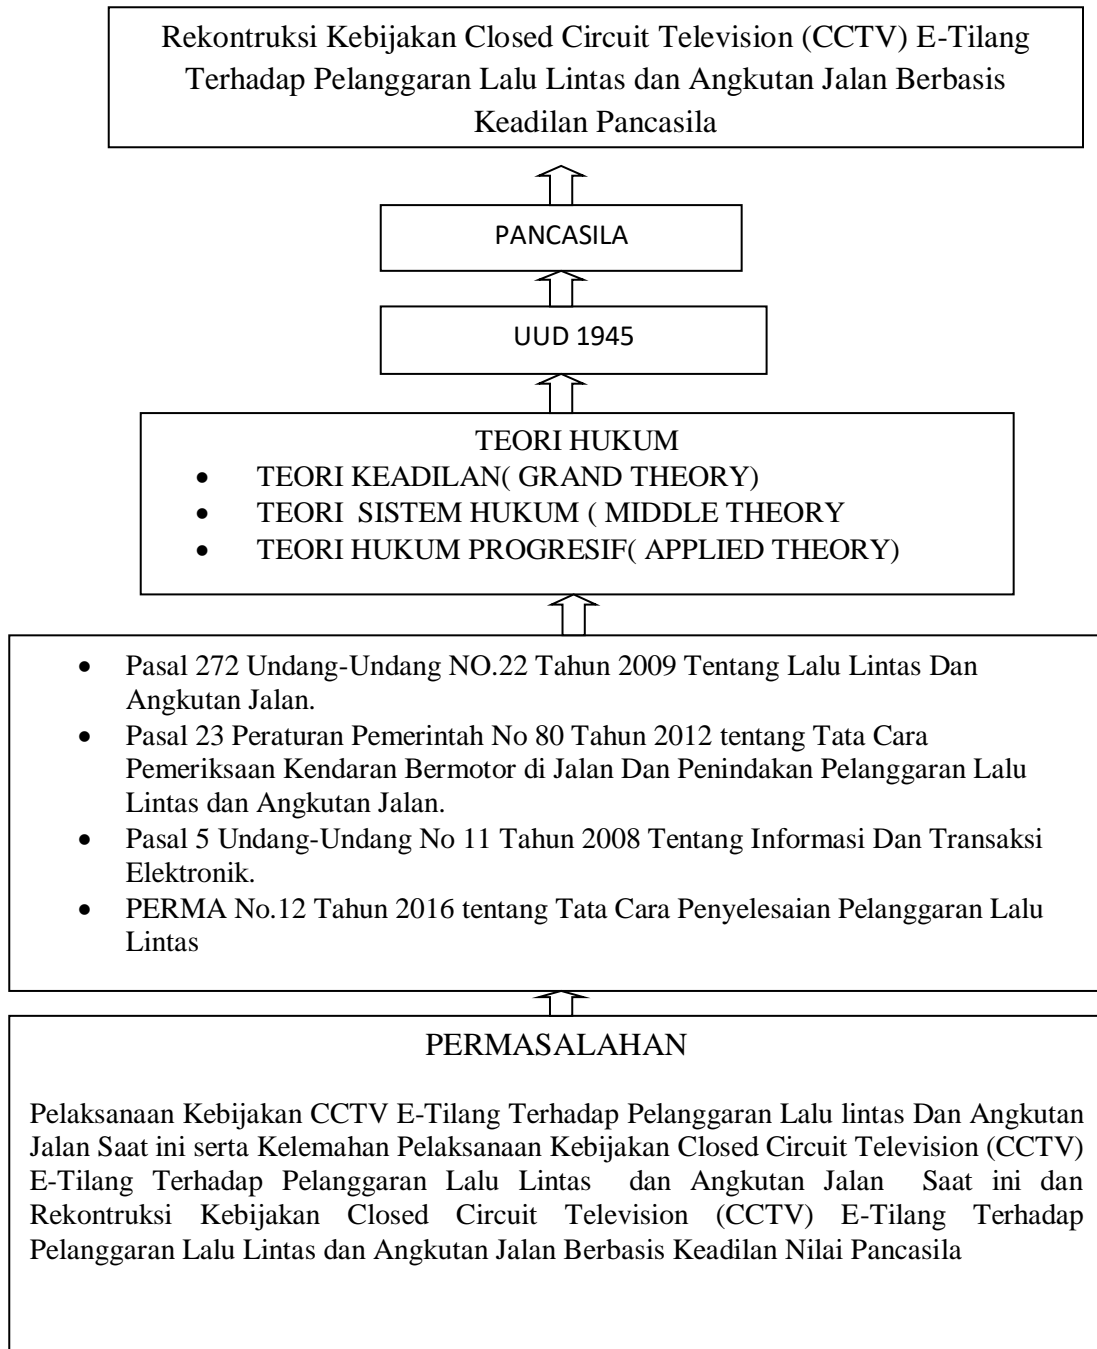 Rekontruksi Kebijakan Closed Circuit Television (CCTV) E-Tilang
Terhadap Pelanggaran Lalu Lintas dan Angkutan Jalan Berbasis
Keadilan Pancasila
PANCASILA
UUD 1945
TEORI HUKUM
• TEORI KEADILAN( GRAND THEORY)
• TEORI SISTEM HUKUM ( MIDDLE THEORY
• TEORI HUKUM PROGRESIF( APPLIED THEORY)
• Pasal 272 Undang-Undang NO.22 Tahun 2009 Tentang Lalu Lintas Dan
Angkutan Jalan.
• Pasal 23 Peraturan Pemerintah No 80 Tahun 2012 tentang Tata Cara
Pemeriksaan Kendaran Bermotor di Jalan Dan Penindakan Pelanggaran Lalu
Lintas dan Angkutan Jalan.
• Pasal 5 Undang-Undang No 11 Tahun 2008 Tentang Informasi Dan Transaksi
Elektronik.
• PERMA No.12 Tahun 2016 tentang Tata Cara Penyelesaian Pelanggaran Lalu
Lintas
PERMASALAHAN
Pelaksanaan Kebijakan CCTV E-Tilang Terhadap Pelanggaran Lalu lintas Dan Angkutan
Jalan Saat ini serta Kelemahan Pelaksanaan Kebijakan Closed Circuit Television (CCTV)
E-Tilang Terhadap Pelanggaran Lalu Lintas dan Angkutan Jalan Saat ini dan
Rekontruksi Kebijakan Closed Circuit Television (CCTV) E-Tilang Terhadap
Pelanggaran Lalu Lintas dan Angkutan Jalan Berbasis Keadilan Nilai Pancasila